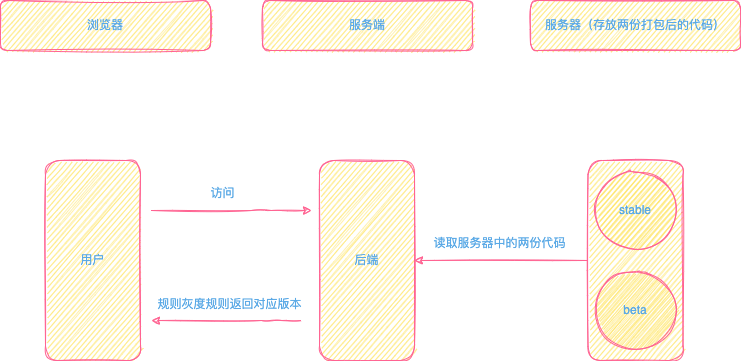 浏览器
服务端
服务器（存放两份打包后的代码）
访问
stable
读取服务器中的两份代码
用户
后端
规则灰度规则返回对应版本
beta